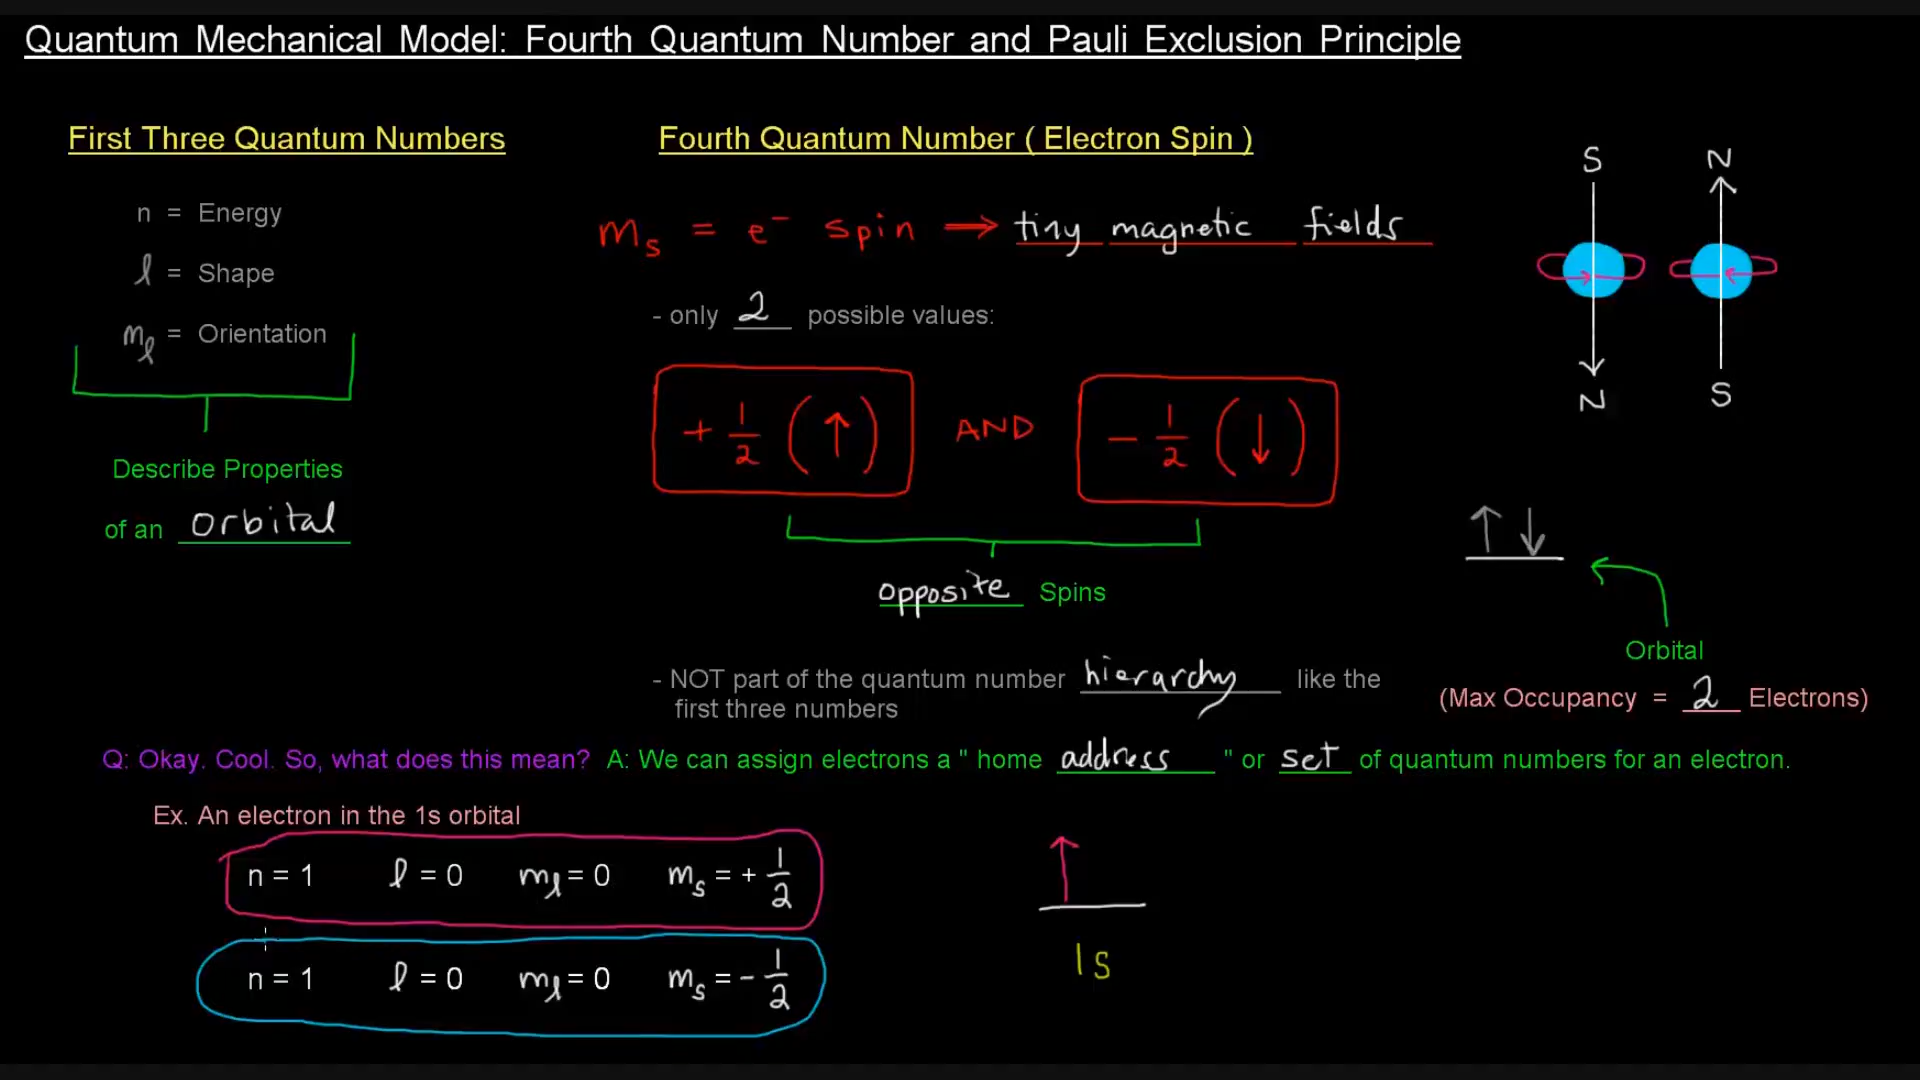 Quantum Mechanical Model: Fourth Quantum Number and Pauli Exclusion Principle
First Three Quantum Numbers
n = Energy
ℓ = Shape
mℓ = Orientation
Describe Properties
of an orbital
Fourth Quantum Number ( Electron Spin )
ms = e⁻ spin ⇒ tiny magnetic fields
- only 2 possible values:
+ 1/2 (↑) AND - 1/2 (↓)
opposite Spins
- NOT part of the quantum number hierarchy like the
first three numbers
S N
N S
↑ ↓
Orbital
(Max Occupancy = 2 Electrons)
Q: Okay. Cool. So, what does this mean? A: We can assign electrons a " home address " or set of quantum numbers for an electron.
Ex. An electron in the 1s orbital
n = 1 ℓ = 0 mℓ = 0 ms = + 1/2
n = 1 ℓ = 0 mℓ = 0 ms = - 1/2
↑
1s